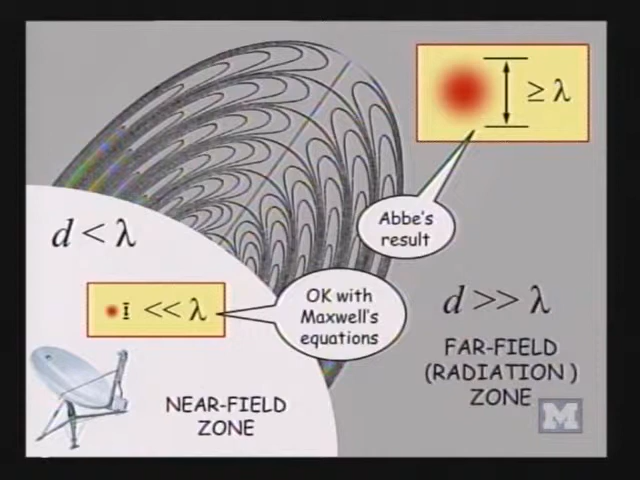 ≥ λ
Abbe's
result
d < λ
<< λ
OK with
Maxwell's
equations
d >> λ
FAR-FIELD
(RADIATION )
ZONE
NEAR-FIELD
ZONE
M